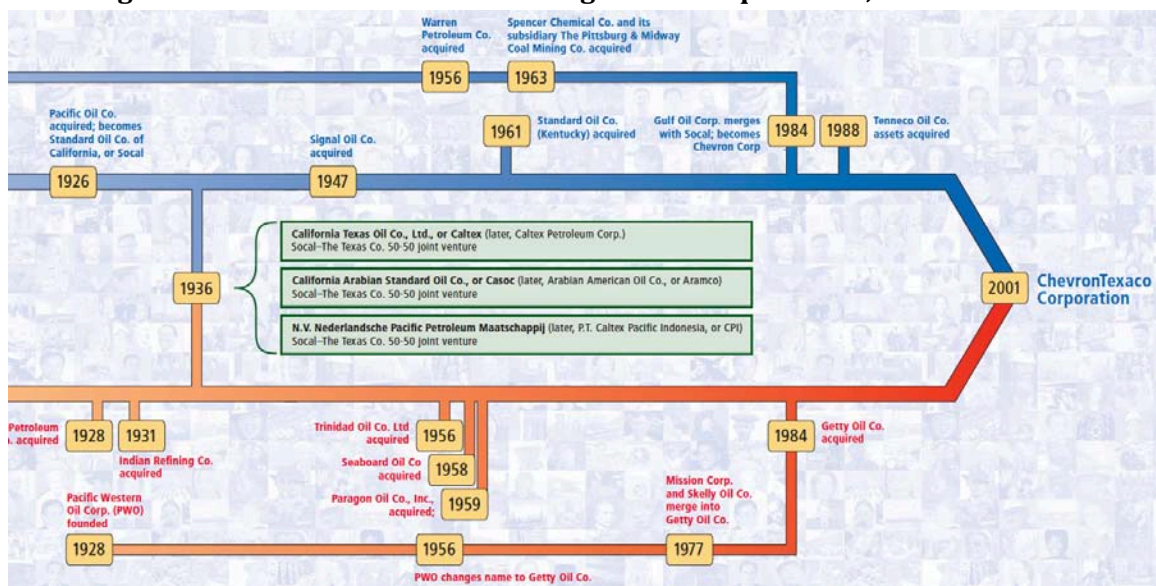 Warren
Petroleum Co.
acquired
1956
Spencer Chemical Co. and its
subsidiary The Pittsburg & Midway
Coal Mining Co. acquired
1963
Pacific Oil Co.
acquired; becomes
Standard Oil Co. of
California, or Socal
1926
Signal Oil Co.
acquired
1947
1961
Standard Oil Co.
(Kentucky) acquired
Gulf Oil Corp. merges
with Socal; becomes
Chevron Corp
1984
1988
Tenneco Oil Co.
assets acquired
1936
California Texas Oil Co., Ltd., or Caltex (later, Caltex Petroleum Corp.)
Socal–The Texas Co. 50-50 joint venture
California Arabian Standard Oil Co., or Casoc (later, Arabian American Oil Co., or Aramco)
Socal–The Texas Co. 50-50 joint venture
N.V. Nederlandsche Pacific Petroleum Maatschappij (later, P.T. Caltex Pacific Indonesia, or CPI)
Socal–The Texas Co. 50-50 joint venture
2001
ChevronTexaco
Corporation
Petroleum
acquired
1928
1931
Indian Refining Co.
acquired
Trinidad Oil Co. Ltd
acquired
1956
Seaboard Oil Co
acquired
1958
Paragon Oil Co., Inc.,
acquired;
1959
1984
Getty Oil Co.
acquired
Pacific Western
Oil Corp. (PWO)
founded
1928
1956
PWO changes name to Getty Oil Co.
Mission Corp.
and Skelly Oil Co.
merge into
Getty Oil Co.
1977